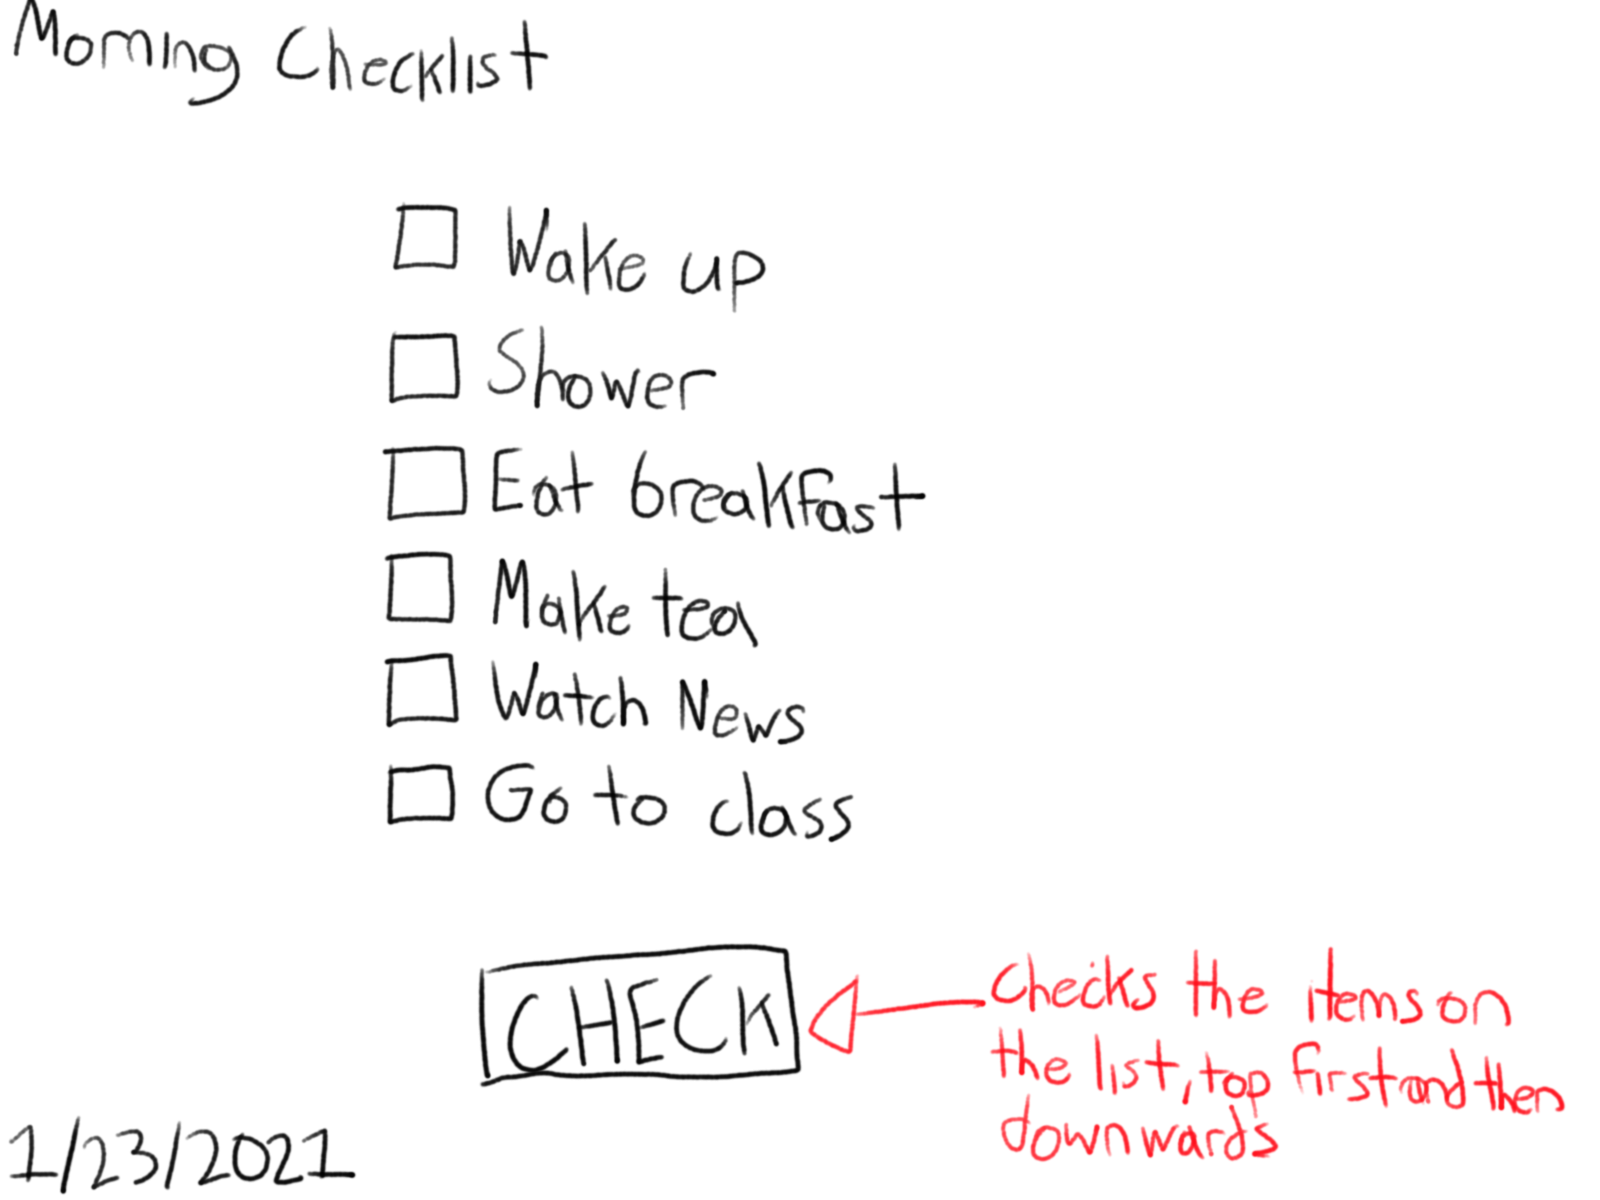 Morning Checklist
Wake up
Shower
Eat breakfast
Make tea
Watch News
Go to class
CHECK
Checks the items on
the list, top first and then
downwards
1/23/2021